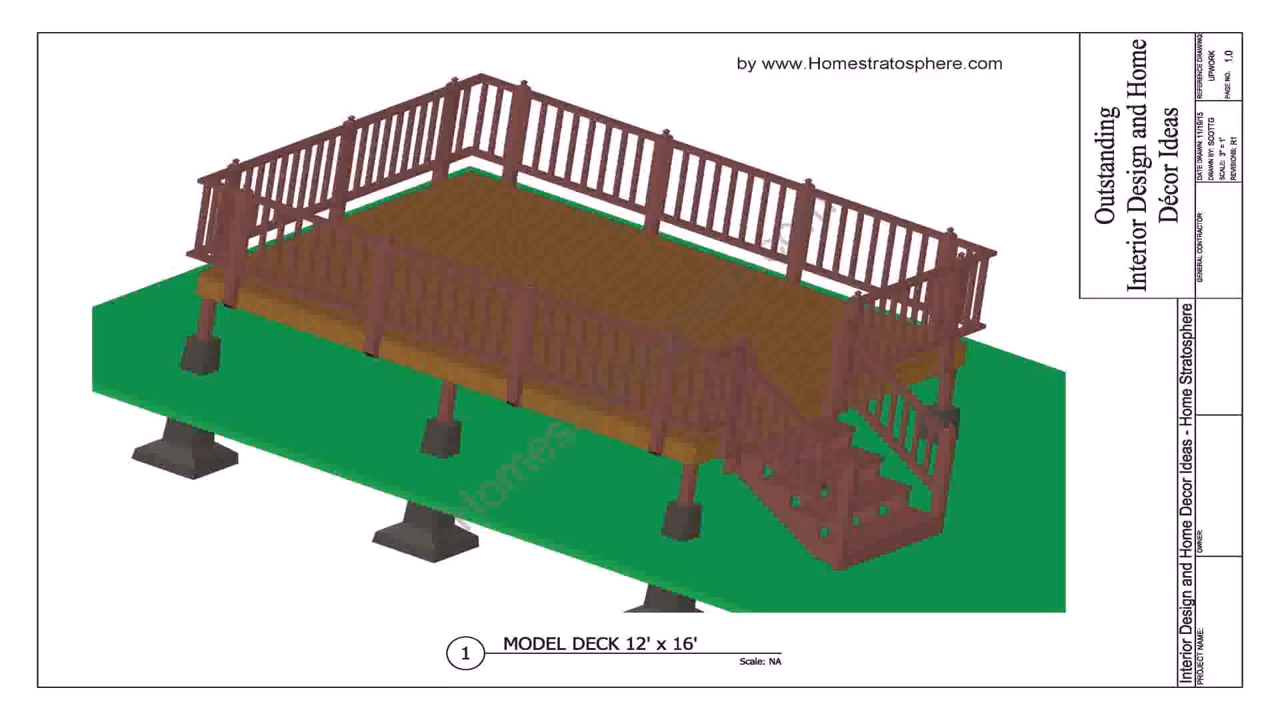 by www.Homestratosphere.com
Outstanding
Interior Design and Home
Décor Ideas
REFERENCE DRAWING:
UPWORK
PAGE NO. 1.0
DATE DRAWN: 11/19/15
DRAWN BY: SCOTTG
SCALE: 3" = 1'
REVISIONS: R1
GENERAL CONTRACTOR:
OWNER:
Interior Design and Home Decor Ideas - Home Stratosphere
PROJECT NAME:
1
MODEL DECK 12' x 16'
Scale: NA